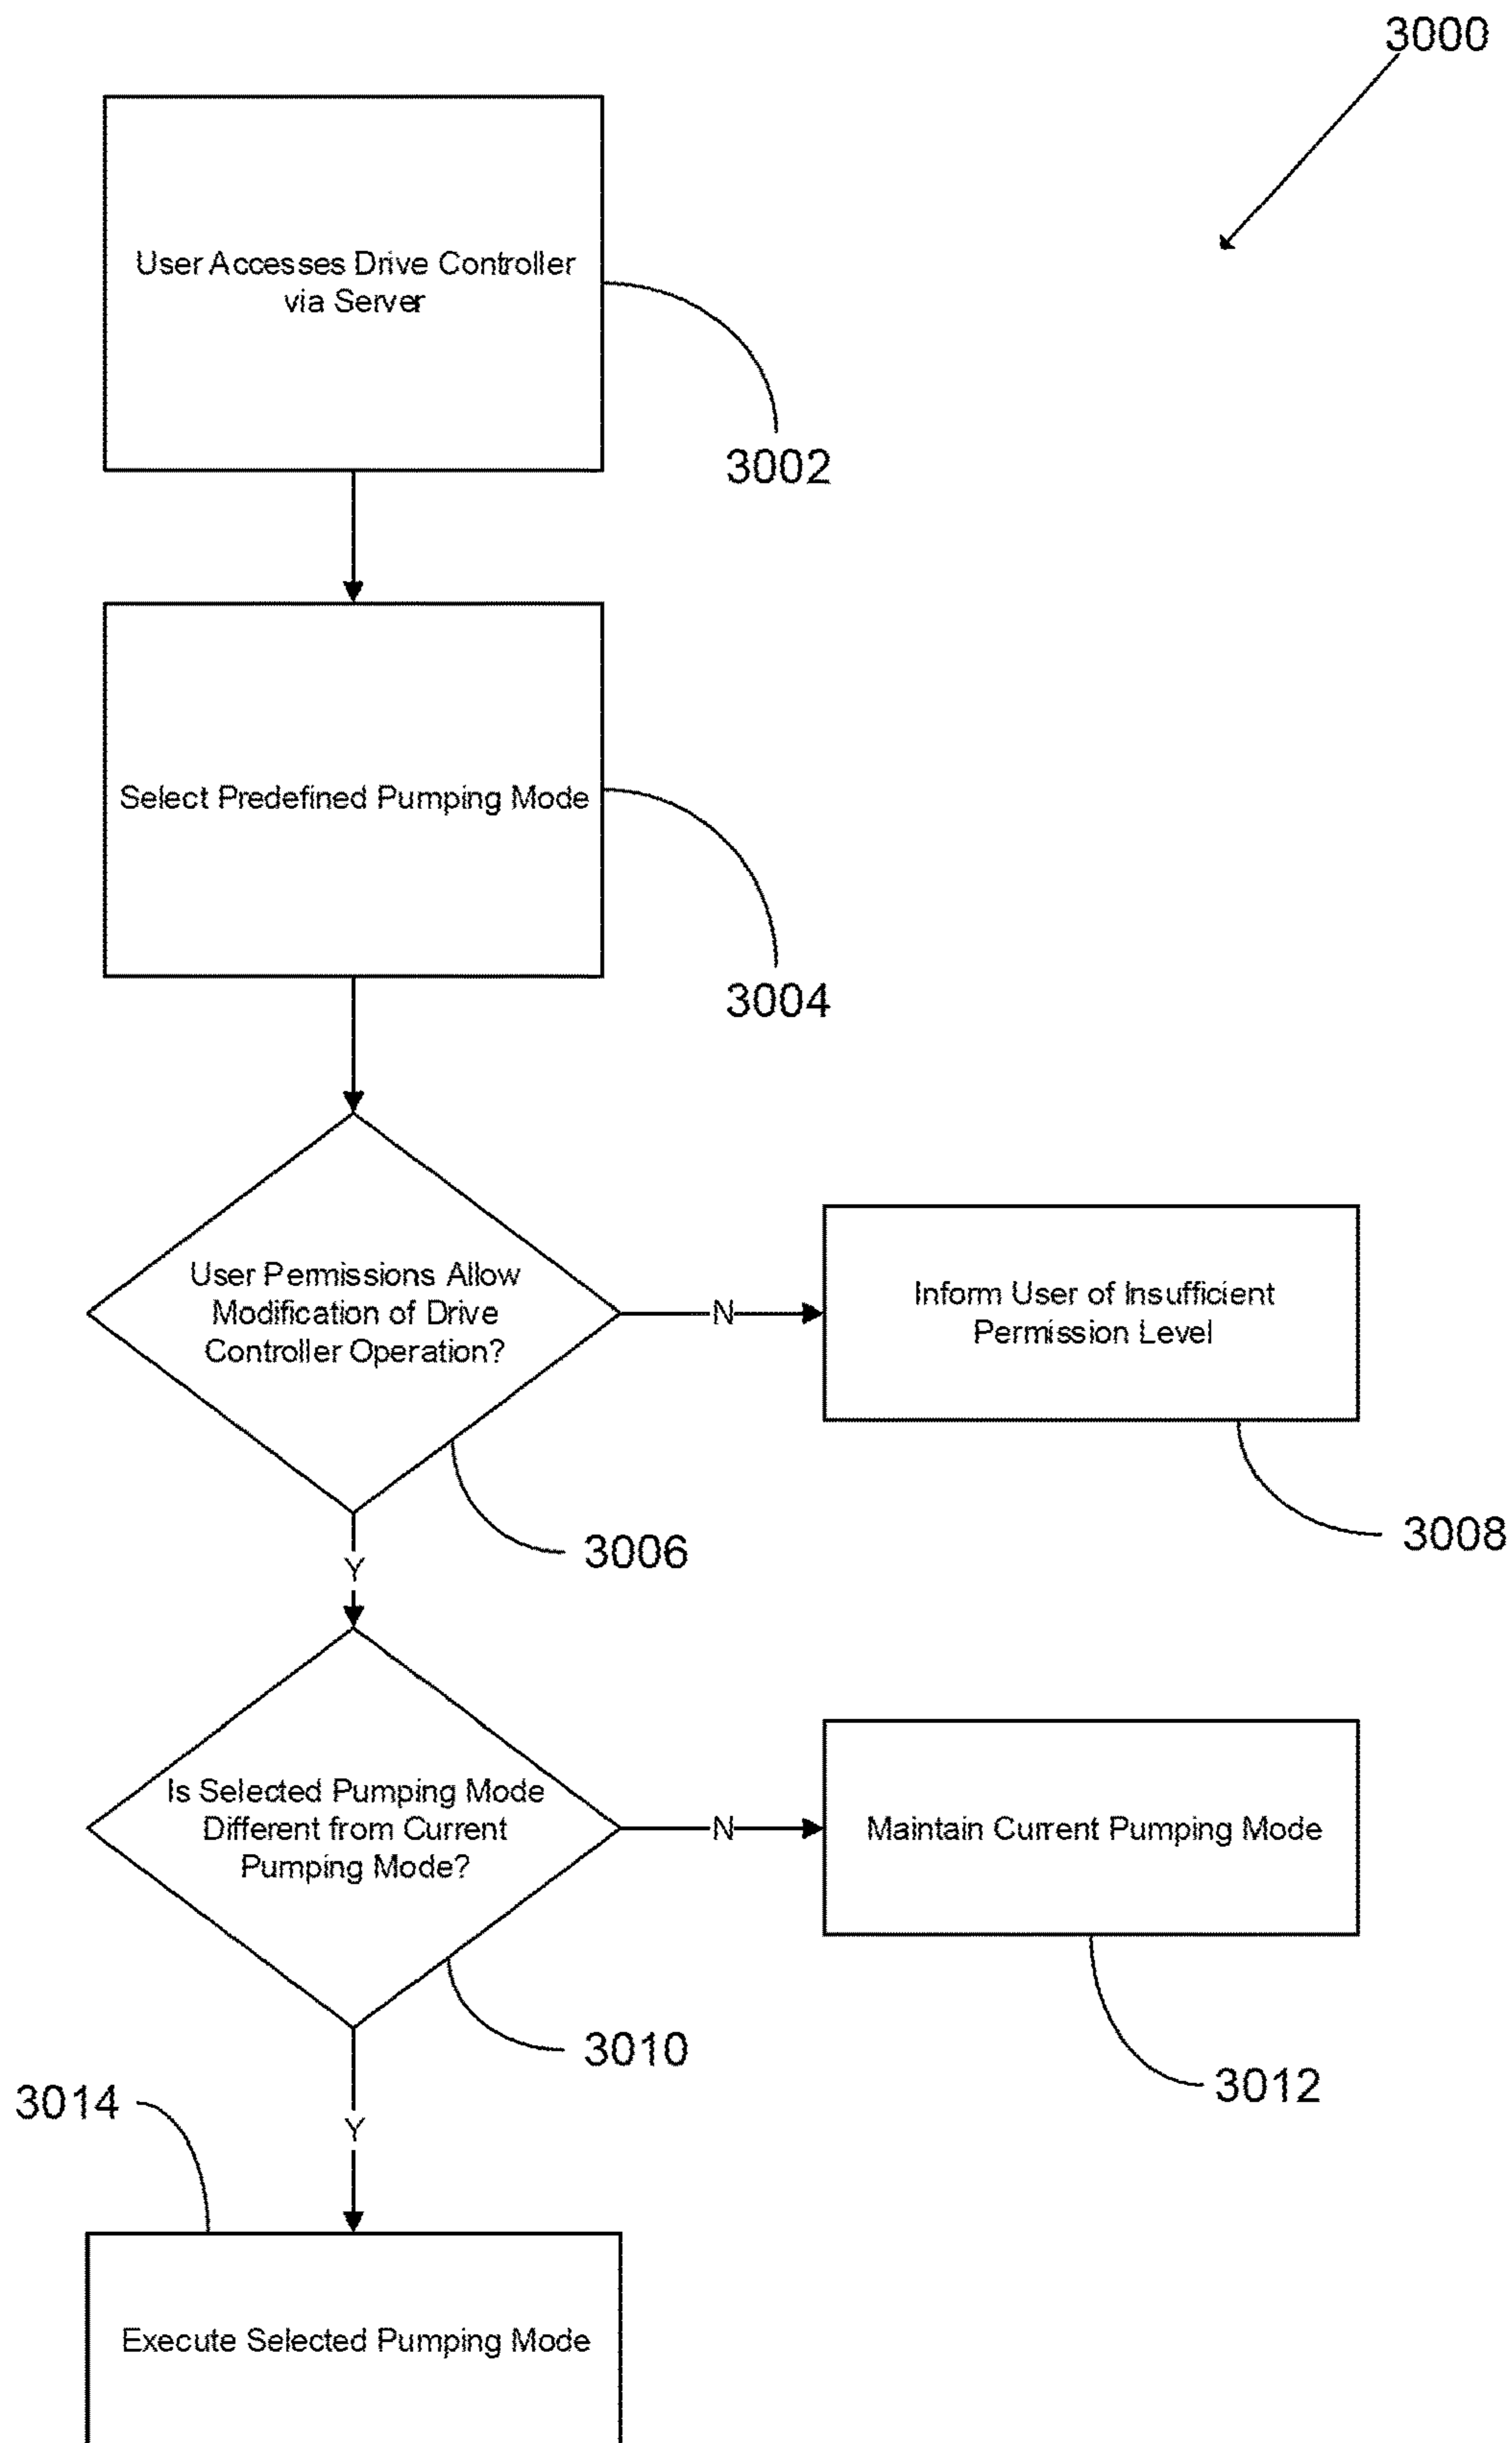 3000
User Accesses Drive Controller
via Server
3002
Select Predefined Pumping Mode
3004
User Permissions Allow
Modification of Drive
Controller Operation?
N
Inform User of Insufficient
Permission Level
3006
3008
Y
Is Selected Pumping Mode
Different from Current
Pumping Mode?
N
Maintain Current Pumping Mode
3010
3012
3014
Y
Execute Selected Pumping Mode